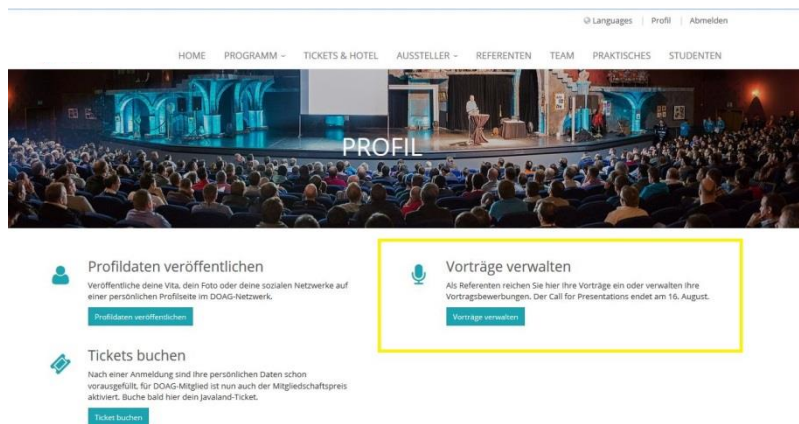 Languages | Profil | Abmelden
HOME PROGRAMM TICKETS & HOTEL AUSSTELLER REFERENTEN TEAM PRAKTISCHES STUDENTEN
PROFIL
Profildaten veröffentlichen
Veröffentliche deine Vita, dein Foto oder deine sozialen Netzwerke auf
einer persönlichen Profilseite im DOAG-Netzwerk.
Profildaten veröffentlichen
Vorträge verwalten
Als Referenten reichen Sie hier Ihre Vorträge ein oder verwalten Ihre
Vortragsbewerbungen. Der Call for Presentations endet am 16. August.
Vorträge verwalten
Tickets buchen
Nach einer Anmeldung sind Ihre persönlichen Daten schon
vorausgefüllt, für DOAG-Mitglied ist nun auch der Mitgliedschaftspreis
aktiviert. Buche bald hier dein Javaland-Ticket.
Ticket buchen